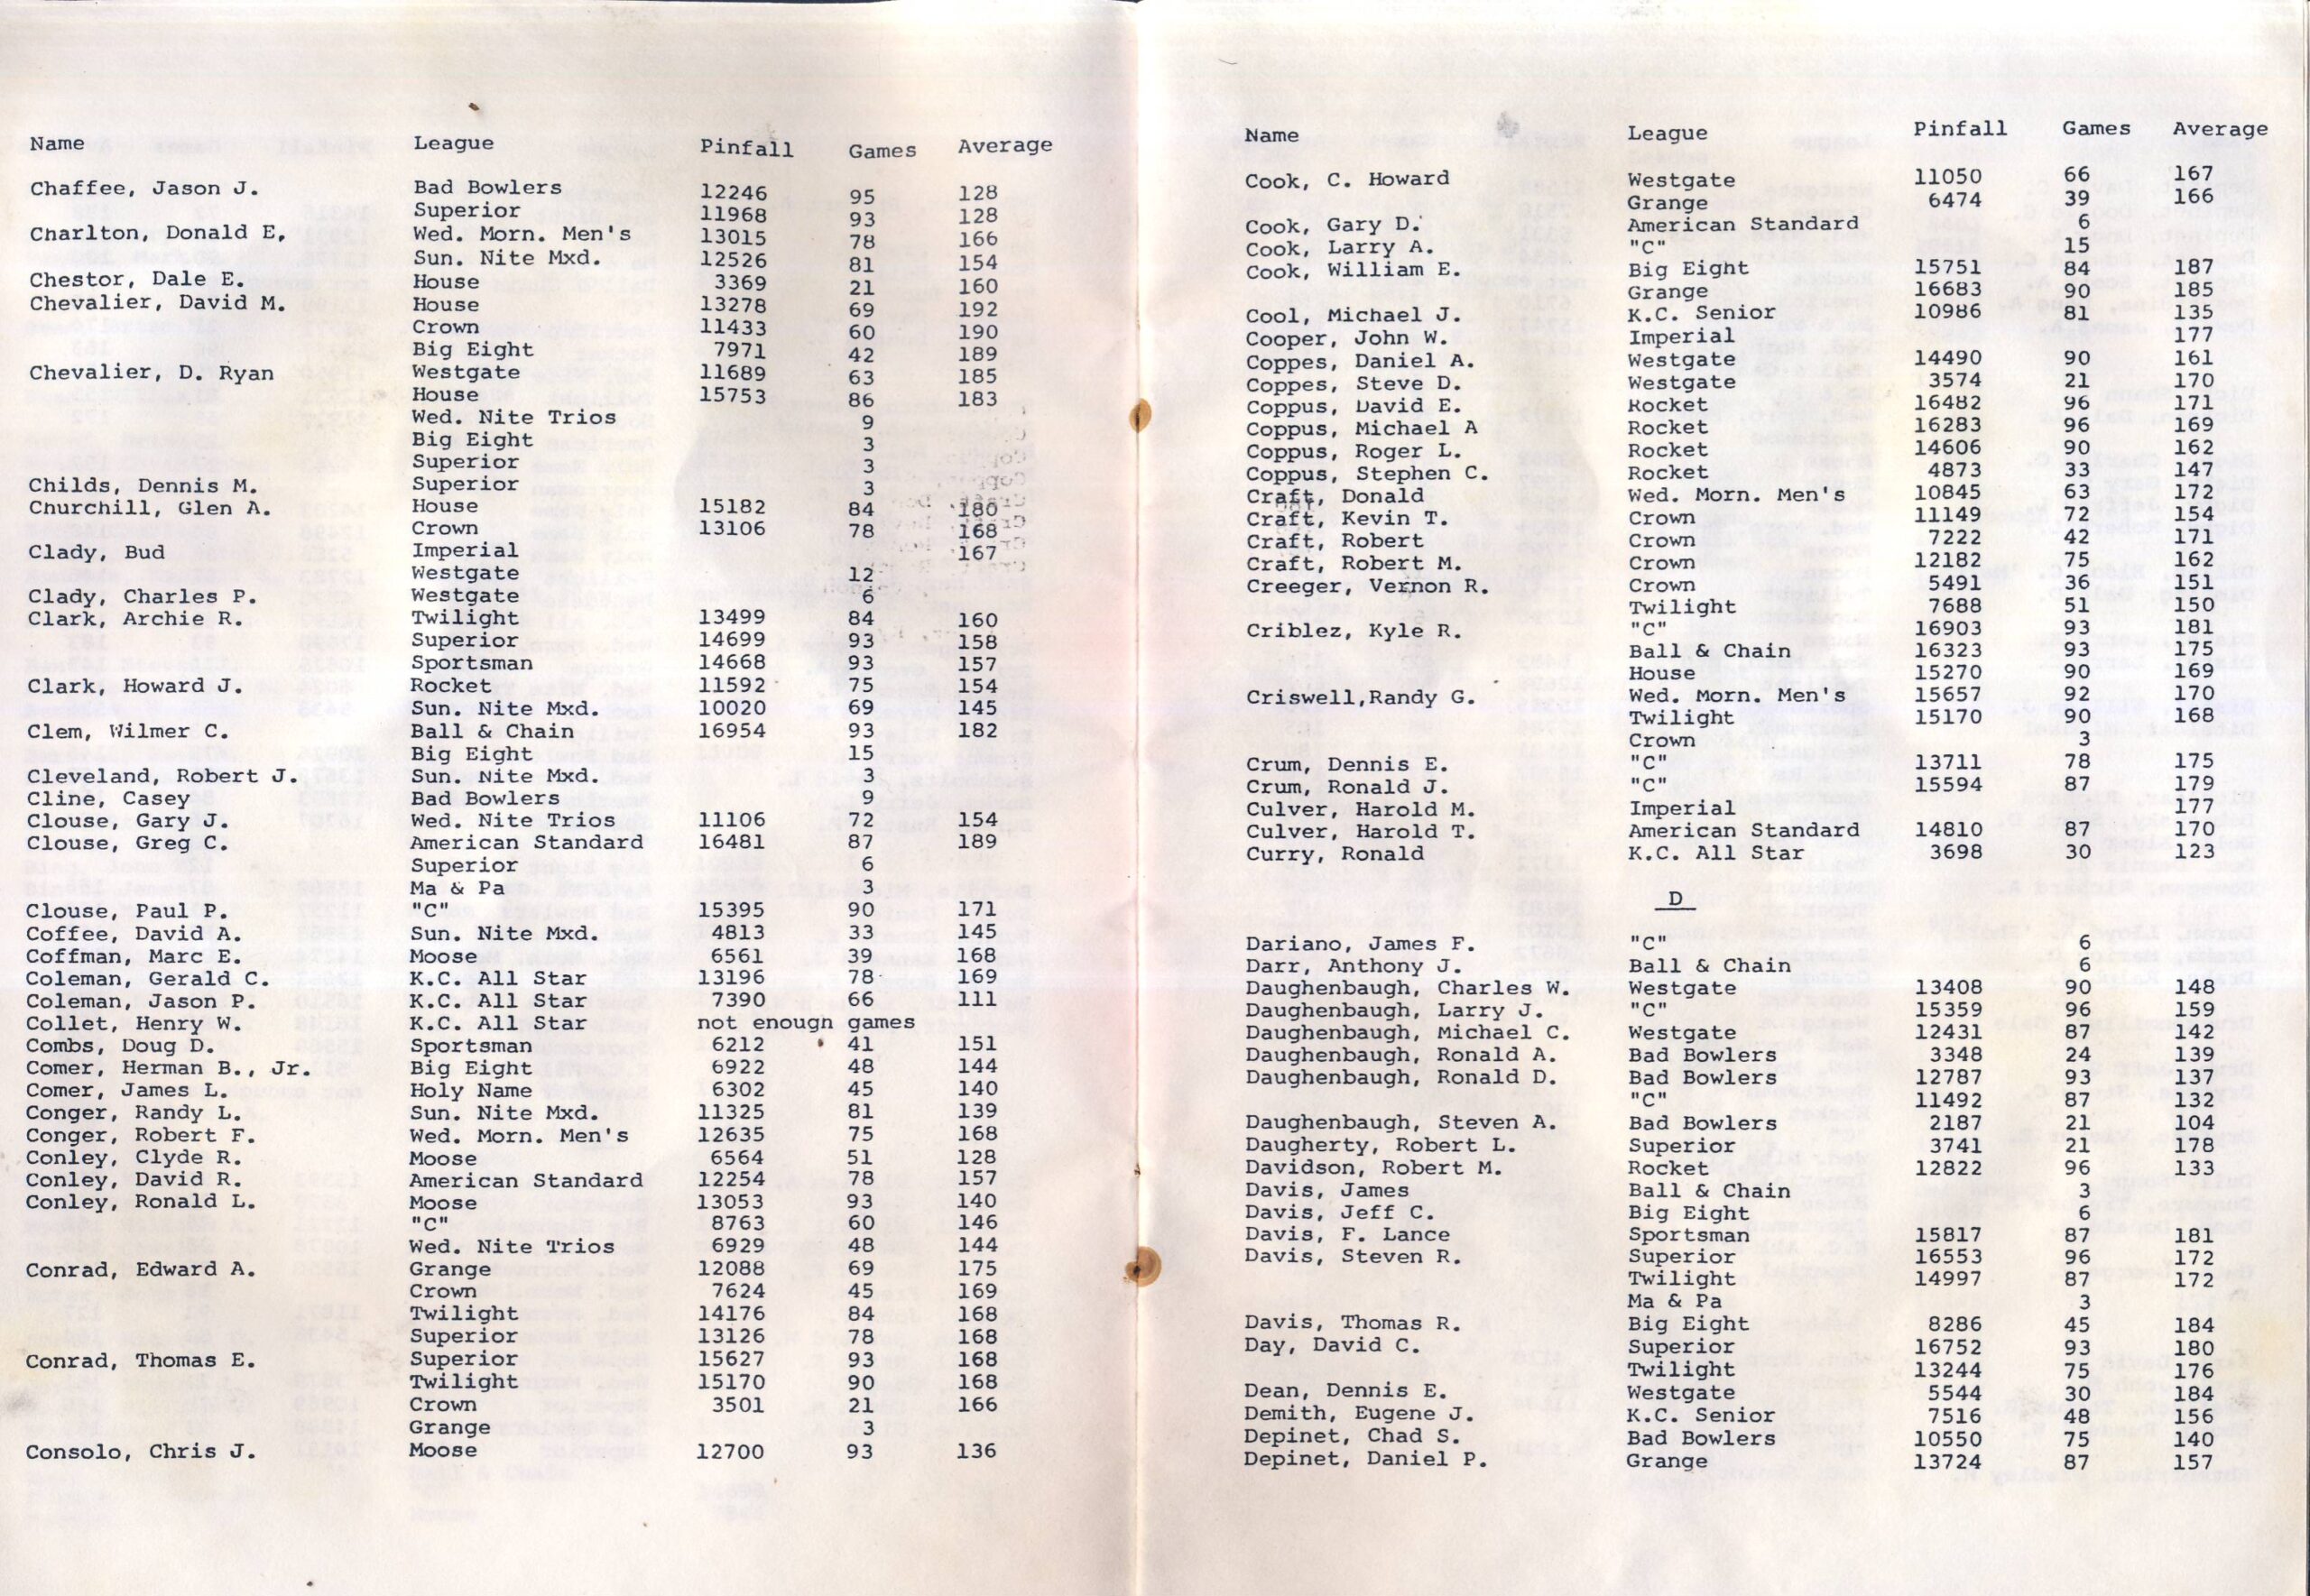 Name League Pinfall Games Average
Chaffee, Jason J. Bad Bowlers 12246 95 128
Superior 11968 93 128
Charlton, Donald E, Wed. Morn. Men's 13015 78 166
Sun. Nite Mxd. 12526 81 154
Chestor, Dale E. House 3369 21 160
Chevalier, David M. House 13278 69 192
Crown 11433 60 190
Big Eight 7971 42 189
Chevalier, D. Ryan Westgate 11689 63 185
House 15753 86 183
Wed. Nite Trios 9
Big Eight 3
Superior 3
Childs, Dennis M. Superior 3
Churchill, Glen A. House 15182 84 180
Crown 13106 78 168
Clady, Bud Imperial 167
Westgate 12
Clady, Charles P. Westgate 6
Clark, Archie R. Twilight 13499 84 160
Superior 14699 93 158
Sportsman 14668 93 157
Clark, Howard J. Rocket 11592 75 154
Sun. Nite Mxd. 10020 69 145
Clem, Wilmer C. Ball & Chain 16954 93 182
Big Eight 15
Cleveland, Robert J. Sun. Nite Mxd. 3
Cline, Casey Bad Bowlers 9
Clouse, Gary J. Wed. Nite Trios 11106 72 154
Clouse, Greg C. American Standard 16481 87 189
Superior 6
Ma & Pa 3
Clouse, Paul P. "C" 15395 90 171
Coffee, David A. Sun. Nite Mxd. 4813 33 145
Coffman, Marc E. Moose 6561 39 168
Coleman, Gerald C. K.C. All Star 13196 78 169
Coleman, Jason P. K.C. All Star 7390 66 111
Collet, Henry W. K.C. All Star not enough games
Combs, Doug D. Sportsman 6212 41 151
Comer, Herman B., Jr. Big Eight 6922 48 144
Comer, James L. Holy Name 6302 45 140
Conger, Randy L. Sun. Nite Mxd. 11325 81 139
Conger, Robert F. Wed. Morn. Men's 12635 75 168
Conley, Clyde R. Moose 6564 51 128
Conley, David R. American Standard 12254 78 157
Conley, Ronald L. Moose 13053 93 140
"C" 8763 60 146
Wed. Nite Trios 6929 48 144
Conrad, Edward A. Grange 12088 69 175
Crown 7624 45 169
Twilight 14176 84 168
Superior 13126 78 168
Conrad, Thomas E. Superior 15627 93 168
Twilight 15170 90 168
Crown 3501 21 166
Grange 3
Consolo, Chris J. Moose 12700 93 136
Name League Pinfall Games Average
Cook, C. Howard Westgate 11050 66 167
Grange 6474 39 166
Cook, Gary D. American Standard 6
Cook, Larry A. "C" 15
Cook, William E. Big Eight 15751 84 187
Grange 16683 90 185
Cool, Michael J. K.C. Senior 10986 81 135
Cooper, John W. Imperial 177
Coppes, Daniel A. Westgate 14490 90 161
Coppes, Steve D. Westgate 3574 21 170
Coppus, David E. Rocket 16482 96 171
Coppus, Michael A Rocket 16283 96 169
Coppus, Roger L. Rocket 14606 90 162
Coppus, Stephen C. Rocket 4873 33 147
Craft, Donald Wed. Morn. Men's 10845 63 172
Craft, Kevin T. Crown 11149 72 154
Craft, Robert Crown 7222 42 171
Craft, Robert M. Crown 12182 75 162
Creeger, Vernon R. Crown 5491 36 151
Twilight 7688 51 150
Criblez, Kyle R. "C" 16903 93 181
Ball & Chain 16323 93 175
House 15270 90 169
Criswell,Randy G. Wed. Morn. Men's 15657 92 170
Twilight 15170 90 168
Crown 3
Crum, Dennis E. "C" 13711 78 175
Crum, Ronald J. "C" 15594 87 179
Culver, Harold M. Imperial 177
Culver, Harold T. American Standard 14810 87 170
Curry, Ronald K.C. All Star 3698 30 123
D
Dariano, James F. "C" 6
Darr, Anthony J. Ball & Chain 6
Daughenbaugh, Charles W. Westgate 13408 90 148
Daughenbaugh, Larry J. "C" 15359 96 159
Daughenbaugh, Michael C. Westgate 12431 87 142
Daughenbaugh, Ronald A. Bad Bowlers 3348 24 139
Daughenbaugh, Ronald D. Bad Bowlers 12787 93 137
"C" 11492 87 132
Daughenbaugh, Steven A. Bad Bowlers 2187 21 104
Daugherty, Robert L. Superior 3741 21 178
Davidson, Robert M. Rocket 12822 96 133
Davis, James Ball & Chain 3
Davis, Jeff C. Big Eight 6
Davis, F. Lance Sportsman 15817 87 181
Davis, Steven R. Superior 16553 96 172
Twilight 14997 87 172
Ma & Pa 3
Davis, Thomas R. Big Eight 8286 45 184
Day, David C. Superior 16752 93 180
Twilight 13244 75 176
Dean, Dennis E. Westgate 5544 30 184
Demith, Eugene J. K.C. Senior 7516 48 156
Depinet, Chad S. Bad Bowlers 10550 75 140
Depinet, Daniel P. Grange 13724 87 157